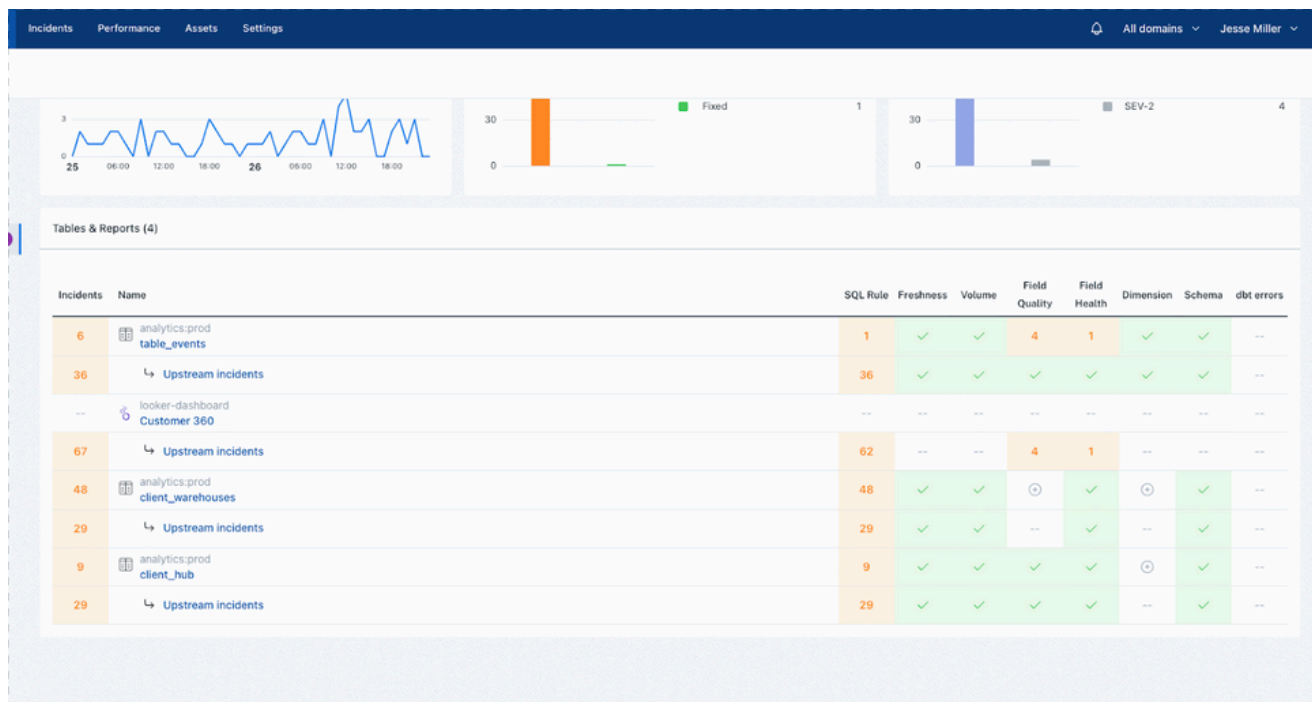 Incidents Performance Assets Settings All domains Jesse Miller
3
0
25 06:00 12:00 18:00 26 06:00 12:00 18:00
30
0
Fixed 1
30
0
SEV-2 4
Tables & Reports (4)
Incidents Name SQL Rule Freshness Volume Field Quality Field Health Dimension Schema dbt errors
analytics:prod
6 table_events 1 4 1 --
36 Upstream incidents 36 --
looker-dashboard
-- Customer 360 -- -- -- -- -- -- -- --
67 Upstream incidents 62 -- -- 4 1 -- -- --
analytics:prod
48 client_warehouses 48 --
29 Upstream incidents 29 -- -- --
analytics:prod
9 client_hub 9 --
29 Upstream incidents 29 -- --